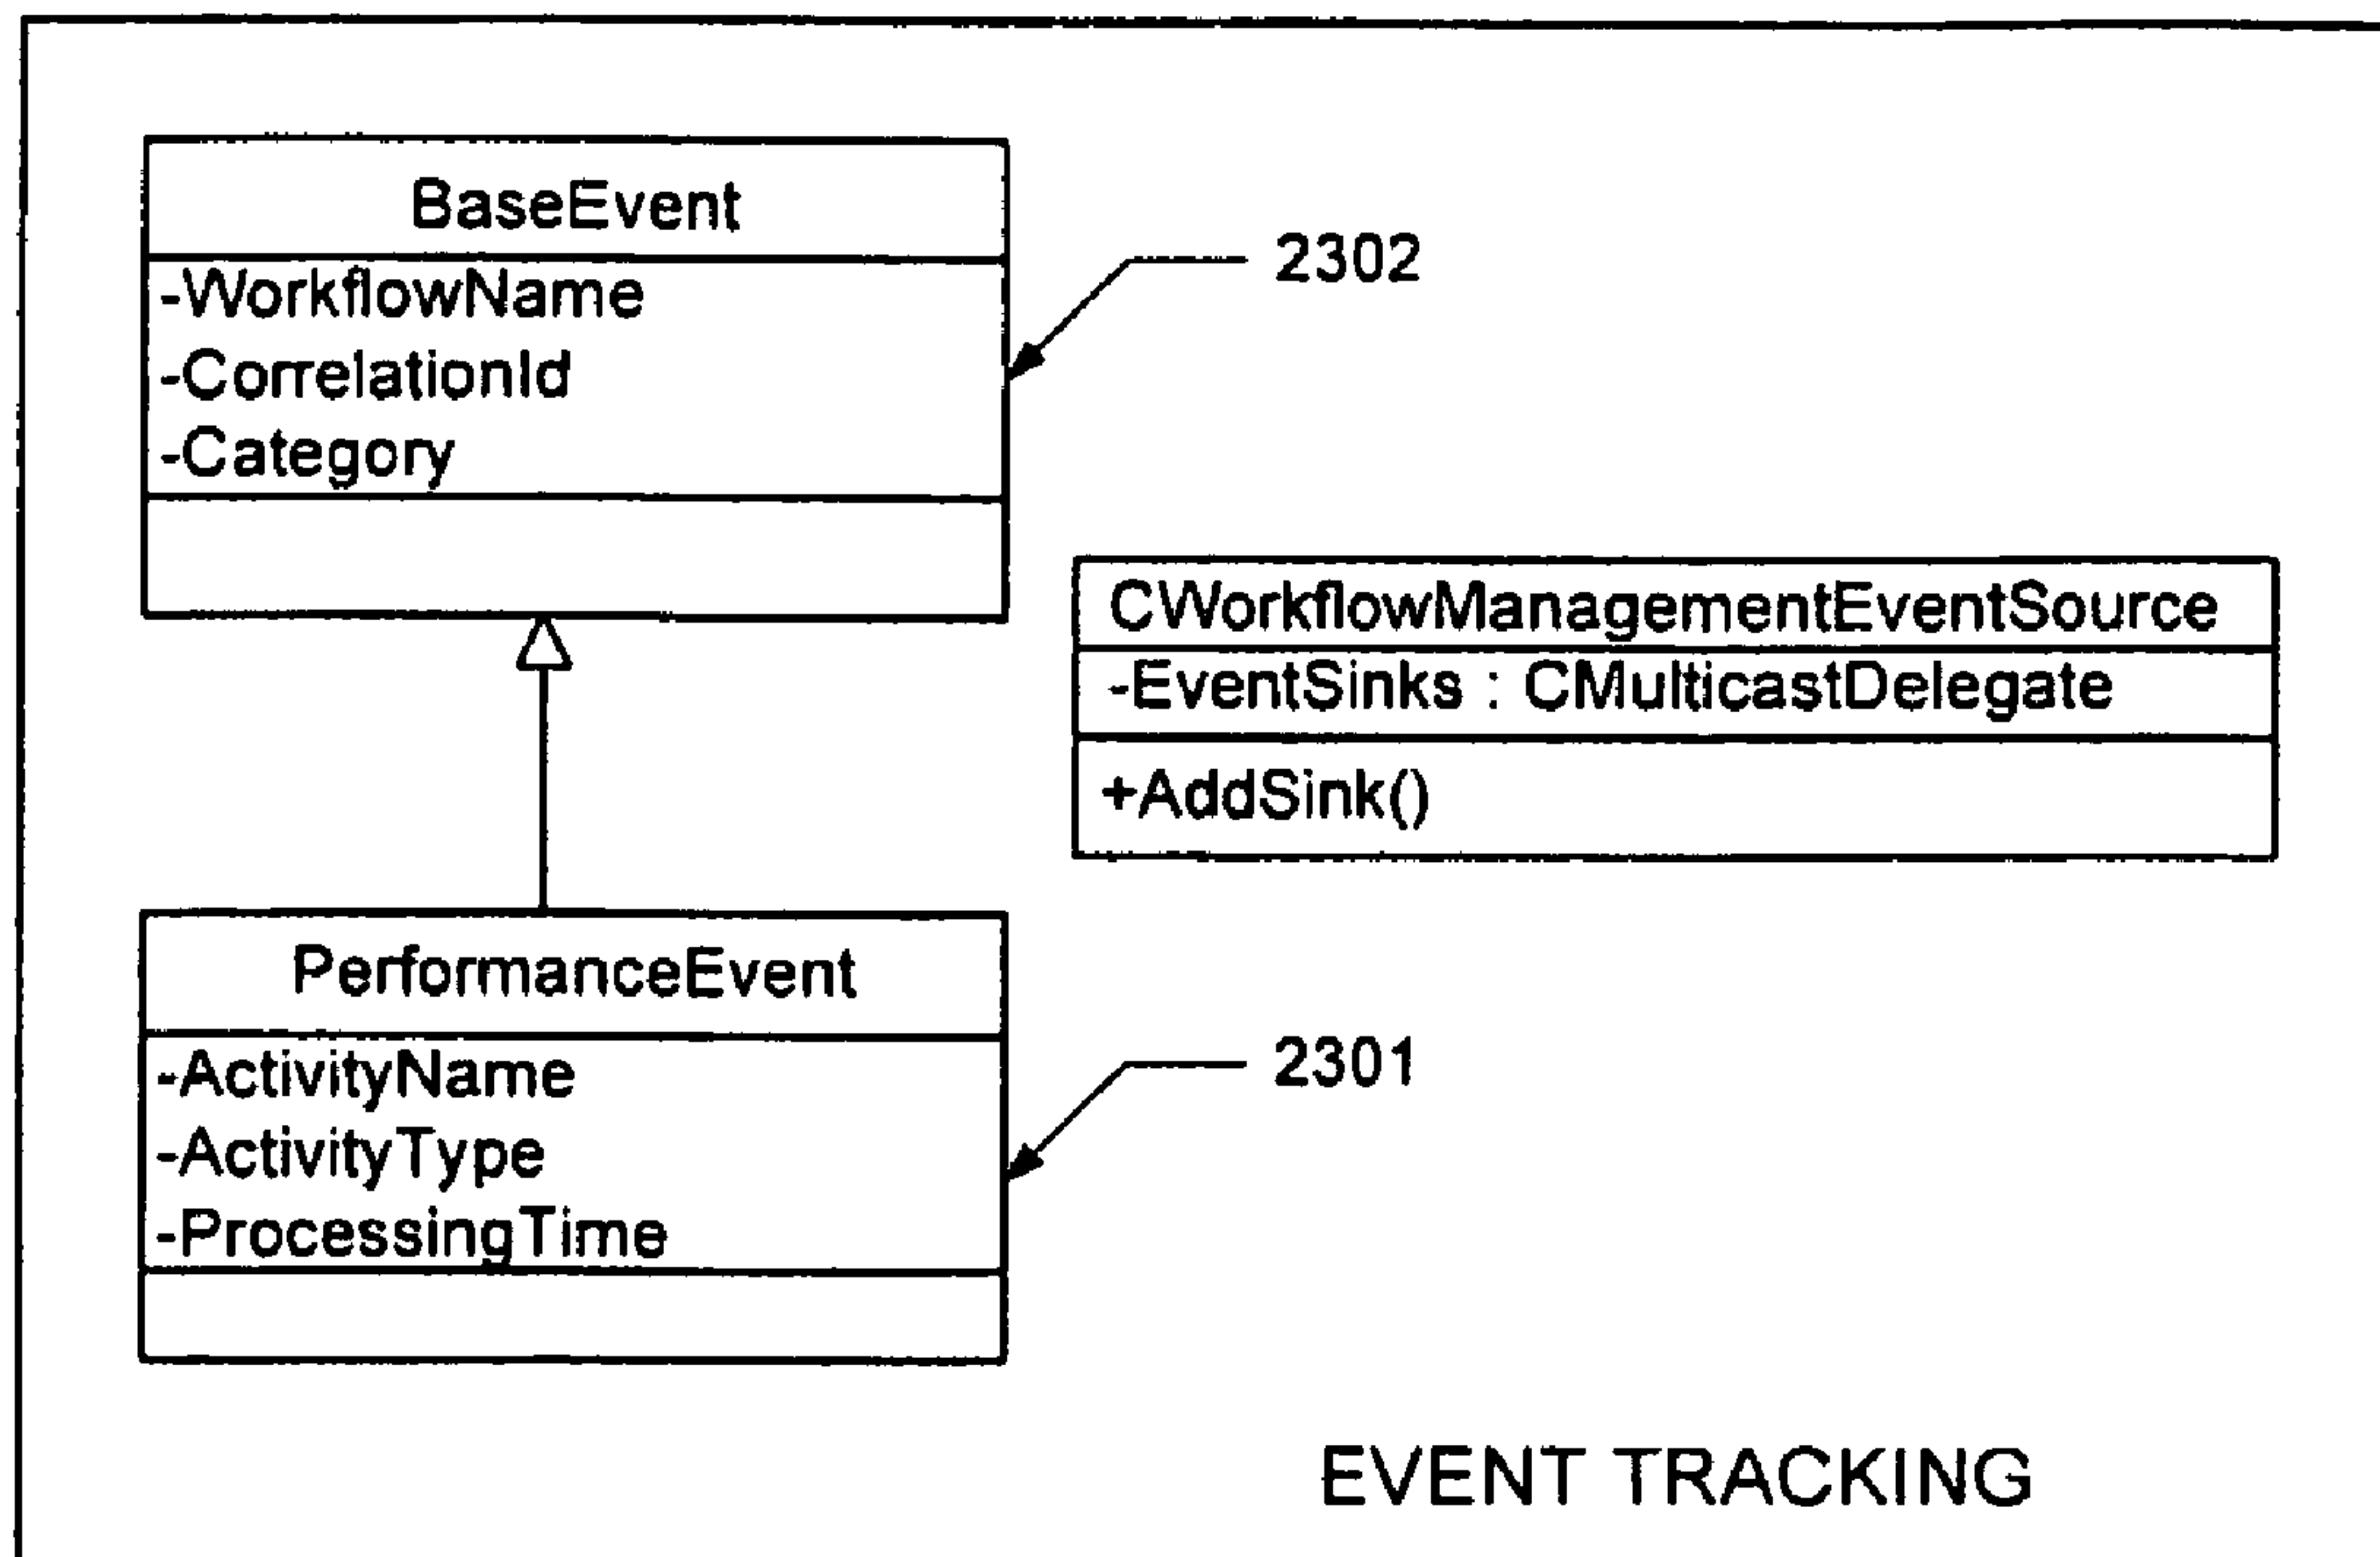 BaseEvent
-WorkflowName
-CorrelationId
-Category
2302
CWorkflowManagementEventSource
-EventSinks : CMulticastDelegate
+AddSink()
PerformanceEvent
-ActivityName
-ActivityType
-ProcessingTime
2301
EVENT TRACKING